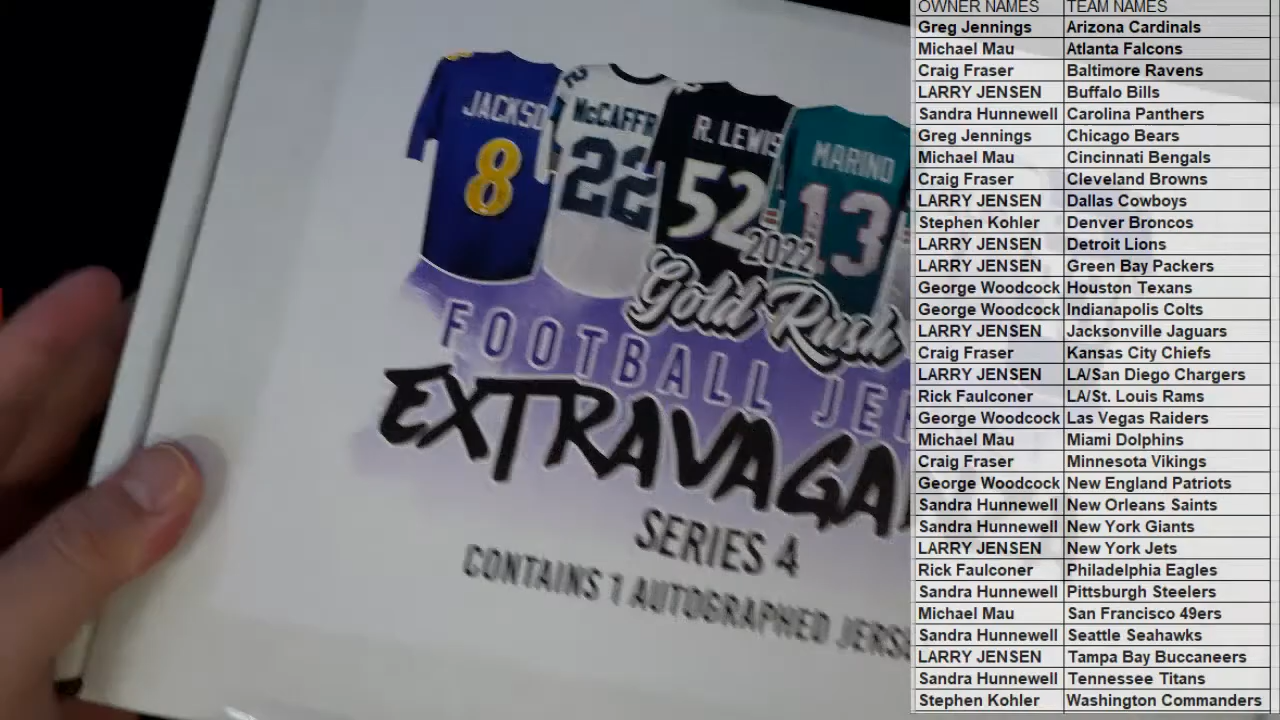 JACKSO
8
McCAFFR
22
R. LEWIS
52
MARINO
13
2022
Gold Rush
FOOTBALL JE
EXTRAVAGA
SERIES 4
CONTAINS 1 AUTOGRAPHED JERS
OWNER NAMES TEAM NAMES
Greg Jennings Arizona Cardinals
Michael Mau Atlanta Falcons
Craig Fraser Baltimore Ravens
LARRY JENSEN Buffalo Bills
Sandra Hunnewell Carolina Panthers
Greg Jennings Chicago Bears
Michael Mau Cincinnati Bengals
Craig Fraser Cleveland Browns
LARRY JENSEN Dallas Cowboys
Stephen Kohler Denver Broncos
LARRY JENSEN Detroit Lions
LARRY JENSEN Green Bay Packers
George Woodcock Houston Texans
George Woodcock Indianapolis Colts
LARRY JENSEN Jacksonville Jaguars
Craig Fraser Kansas City Chiefs
LARRY JENSEN LA/San Diego Chargers
Rick Faulconer LA/St. Louis Rams
George Woodcock Las Vegas Raiders
Michael Mau Miami Dolphins
Craig Fraser Minnesota Vikings
George Woodcock New England Patriots
Sandra Hunnewell New Orleans Saints
Sandra Hunnewell New York Giants
LARRY JENSEN New York Jets
Rick Faulconer Philadelphia Eagles
Sandra Hunnewell Pittsburgh Steelers
Michael Mau San Francisco 49ers
Sandra Hunnewell Seattle Seahawks
LARRY JENSEN Tampa Bay Buccaneers
Sandra Hunnewell Tennessee Titans
Stephen Kohler Washington Commanders